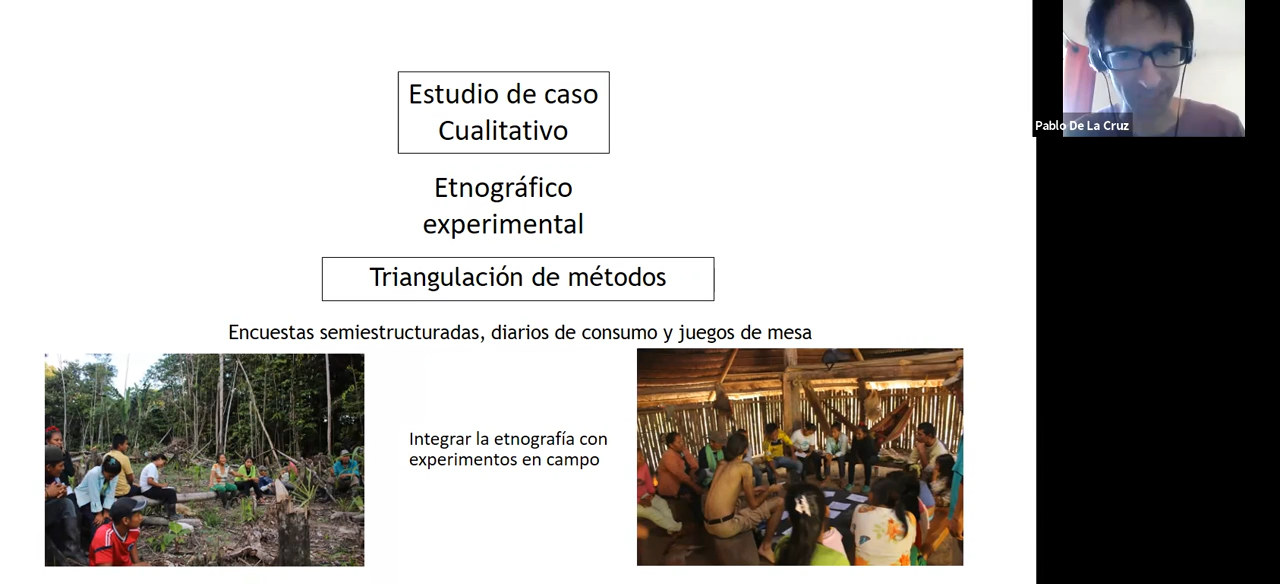 Estudio de caso
Cualitativo
Etnográfico
experimental
Triangulación de métodos
Encuestas semiestructuradas, diarios de consumo y juegos de mesa
Integrar la etnografía con
experimentos en campo
Pablo De La Cruz